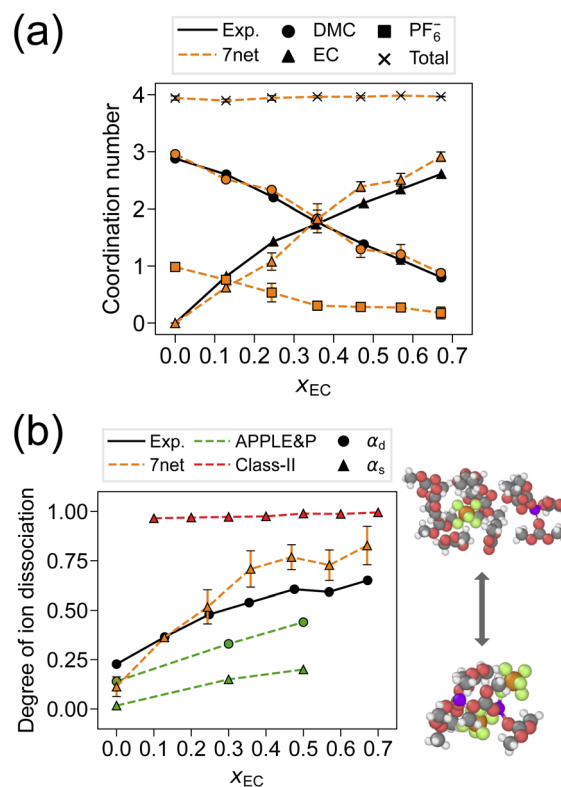 (a)
Exp. DMC PF₆⁻
7net EC Total
4
3
2
1
0
Coordination number
0.0 0.1 0.2 0.3 0.4 0.5 0.6 0.7
xEC
(b)
Exp. APPLE&P αd
7net Class-II αs
1.00
0.75
0.50
0.25
0.00
Degree of ion dissociation
0.0 0.1 0.2 0.3 0.4 0.5 0.6 0.7
xEC